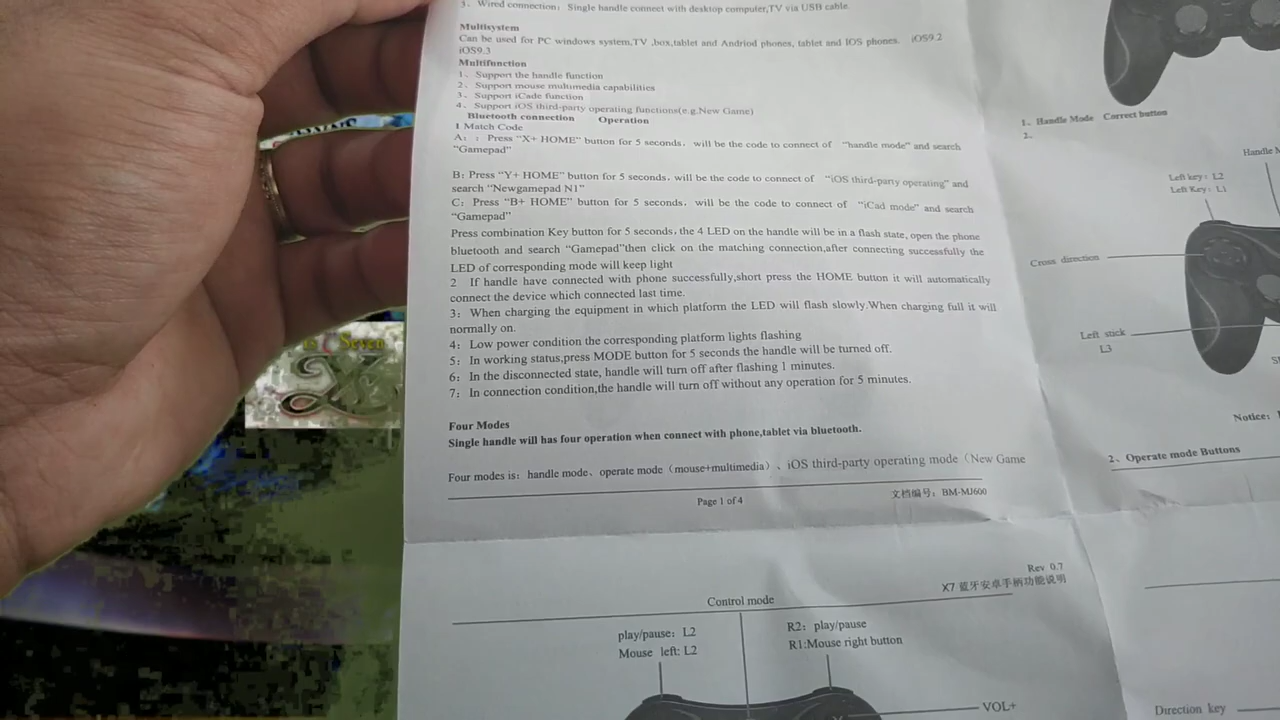 3、Wired connection：Single handle connect with desktop computer,TV via USB cable.
Multisystem
Can be used for PC windows system,TV ,box,tablet and Andriod phones, tablet and IOS phones. iOS9.2
iOS9.3
Multifunction
1、Support the handle function
2、Support mouse multimedia capabilities
3、Support iCade function
4、Support iOS third-party operating functions(e.g.New Game)
Bluetooth connection Operation
1 Match Code
A：：Press "X+ HOME" button for 5 seconds，will be the code to connect of "handle mode" and search
"Gamepad"
B：Press "Y+ HOME" button for 5 seconds，will be the code to connect of "iOS third-party operating" and
search "Newgamepad N1"
C：Press "B+ HOME" button for 5 seconds，will be the code to connect of "iCad mode" and search
"Gamepad"
Press combination Key button for 5 seconds，the 4 LED on the handle will be in a flash state, open the phone
bluetooth and search "Gamepad"then click on the matching connection,after connecting successfully the
LED of corresponding mode will keep light
2 If handle have connected with phone successfully,short press the HOME button it will automatically
connect the device which connected last time.
3：When charging the equipment in which platform the LED will flash slowly.When charging full it will
normally on.
4：Low power condition the corresponding platform lights flashing
5：In working status,press MODE button for 5 seconds the handle will be turned off.
6：In the disconnected state, handle will turn off after flashing 1 minutes.
7：In connection condition,the handle will turn off without any operation for 5 minutes.
Four Modes
Single handle will has four operation when connect with phone,tablet via bluetooth.
Four modes is：handle mode、operate mode（mouse+multimedia）、iOS third-party operating mode（New Game
Page 1 of 4
文档编号：BM-MJ600
Rev 0.7
X7 蓝牙安卓手柄功能说明
Control mode
play/pause：L2
Mouse left: L2
R2：play/pause
R1:Mouse right button
VOL+
1、Handle Mode Correct button
2、
Handle
Left key：L2
Left Key：L1
Cross direction
Left stick
L3
Notice：
2、Operate mode Buttons
Direction key
Seven